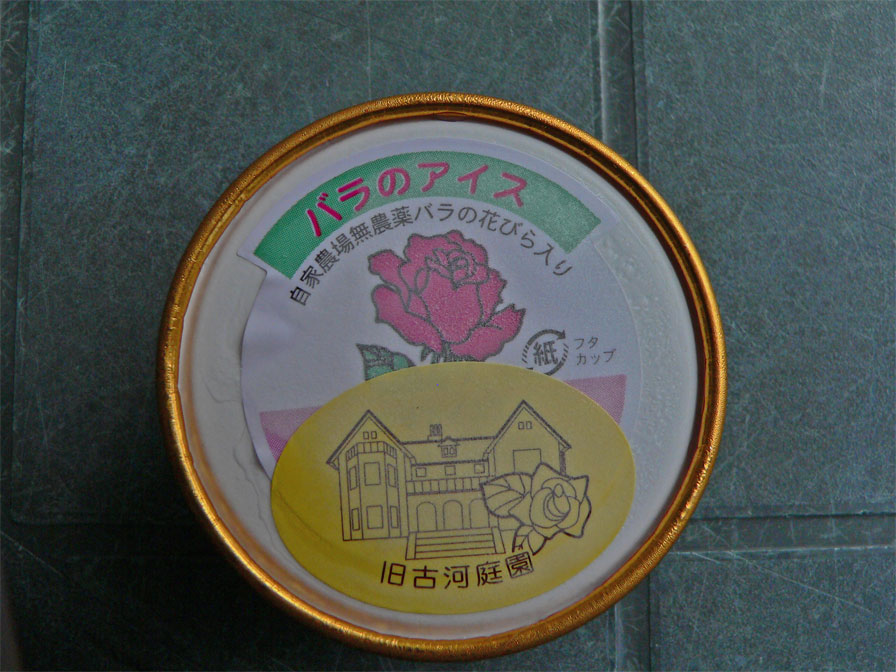 バラのアイス
自家農場無農薬バラの花びら入り
紙
フタ
カップ
旧古河庭園